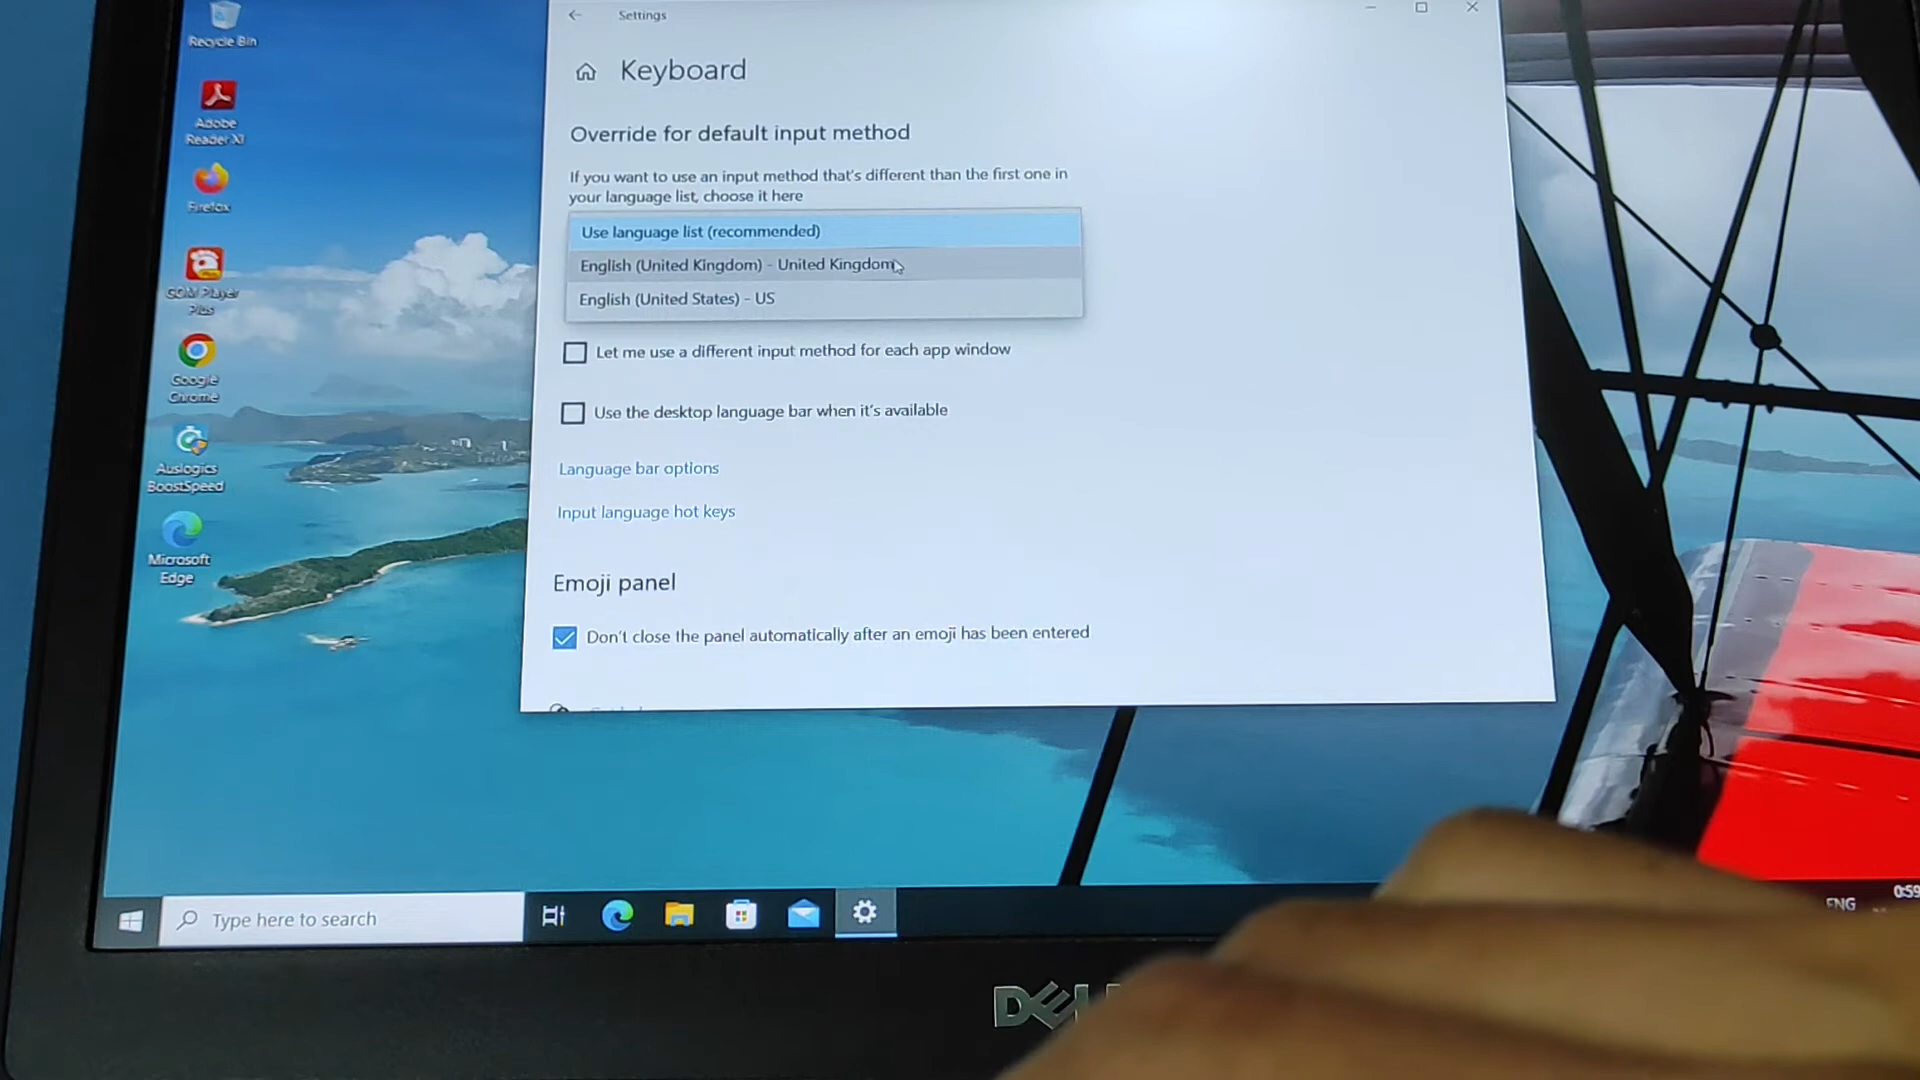 Settings
Keyboard
Override for default input method
If you want to use an input method that's different than the first one in
your language list, choose it here
Use language list (recommended)
English (United Kingdom) - United Kingdom
English (United States) - US
Let me use a different input method for each app window
Use the desktop language bar when it's available
Language bar options
Input language hot keys
Emoji panel
Don't close the panel automatically after an emoji has been entered
Recycle Bin
Adobe
Reader XI
Firefox
GOM Player
Plus
Google
Chrome
Auslogics
BoostSpeed
Microsoft
Edge
Type here to search
ENG
0:59
DELL